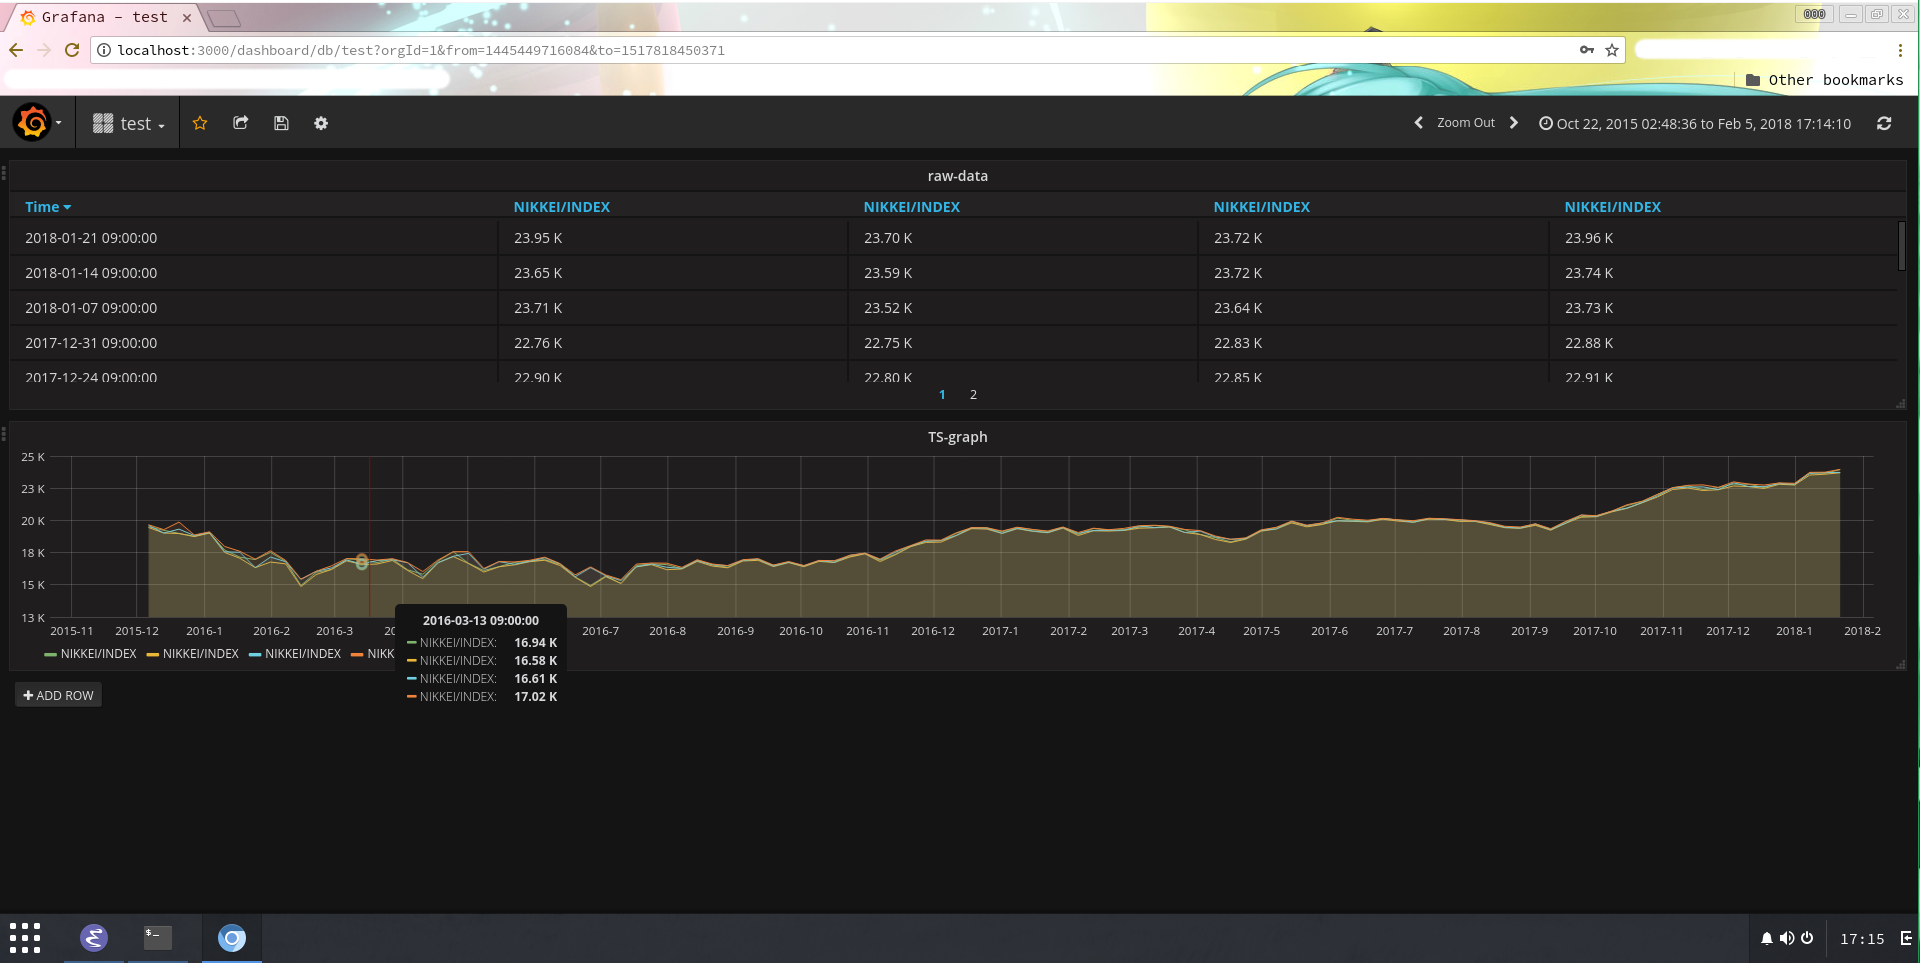 Grafana - test
localhost:3000/dashboard/db/test?orgId=1&from=1445449716084&to=1517818450371
Other bookmarks
test
Zoom Out
Oct 22, 2015 02:48:36 to Feb 5, 2018 17:14:10
raw-data
Time NIKKEI/INDEX NIKKEI/INDEX NIKKEI/INDEX NIKKEI/INDEX
2018-01-21 09:00:00 23.95 K 23.70 K 23.72 K 23.96 K
2018-01-14 09:00:00 23.65 K 23.59 K 23.72 K 23.74 K
2018-01-07 09:00:00 23.71 K 23.52 K 23.64 K 23.73 K
2017-12-31 09:00:00 22.76 K 22.75 K 22.83 K 22.88 K
2017-12-24 09:00:00 22.90 K 22.80 K 22.85 K 22.91 K
1 2
TS-graph
25 K
23 K
20 K
18 K
15 K
13 K
2015-11 2015-12 2016-1 2016-2 2016-3 2016-7 2016-8 2016-9 2016-10 2016-11 2016-12 2017-1 2017-2 2017-3 2017-4 2017-5 2017-6 2017-7 2017-8 2017-9 2017-10 2017-11 2017-12 2018-1 2018-2
NIKKEI/INDEX NIKKEI/INDEX NIKKEI/INDEX NIKK
2016-03-13 09:00:00
NIKKEI/INDEX: 16.94 K
NIKKEI/INDEX: 16.58 K
NIKKEI/INDEX: 16.61 K
NIKKEI/INDEX: 17.02 K
ADD ROW
$_
17:15